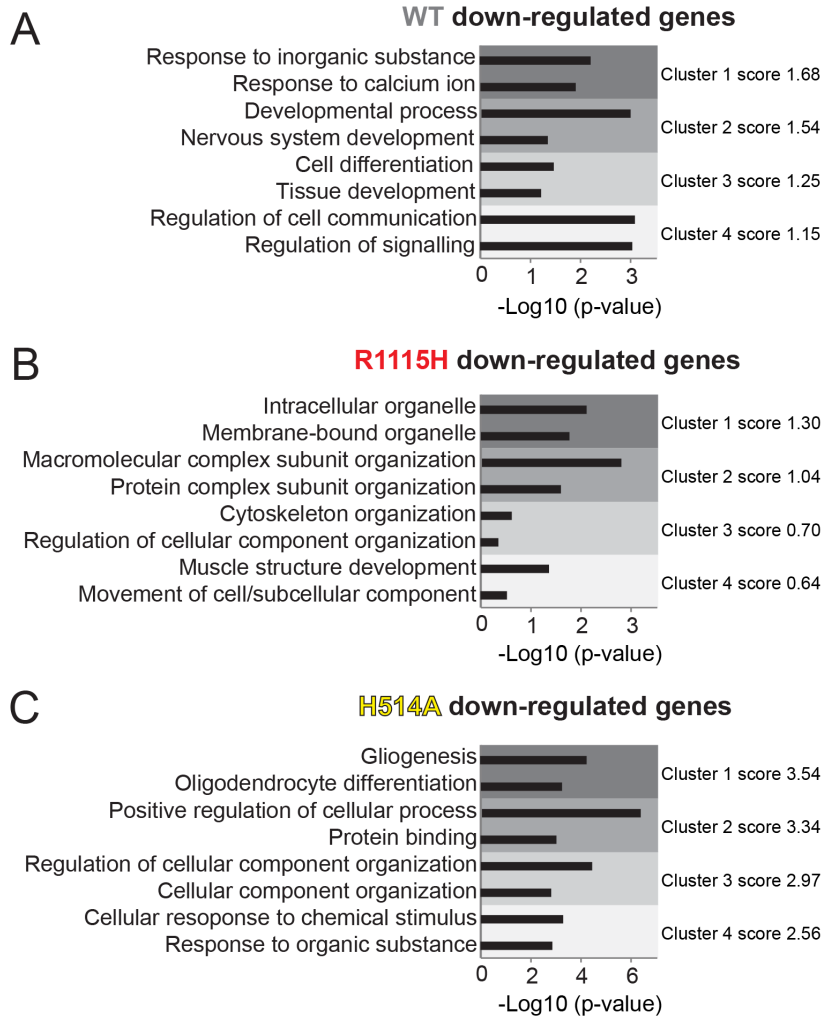 A
WT down-regulated genes
Response to inorganic substance
Response to calcium ion
Cluster 1 score 1.68
Developmental process
Nervous system development
Cluster 2 score 1.54
Cell differentiation
Tissue development
Cluster 3 score 1.25
Regulation of cell communication
Regulation of signalling
Cluster 4 score 1.15
0 1 2 3
-Log10 (p-value)
B
R1115H down-regulated genes
Intracellular organelle
Membrane-bound organelle
Cluster 1 score 1.30
Macromolecular complex subunit organization
Protein complex subunit organization
Cluster 2 score 1.04
Cytoskeleton organization
Regulation of cellular component organization
Cluster 3 score 0.70
Muscle structure development
Movement of cell/subcellular component
Cluster 4 score 0.64
0 1 2 3
-Log10 (p-value)
C
H514A down-regulated genes
Gliogenesis
Oligodendrocyte differentiation
Cluster 1 score 3.54
Positive regulation of cellular process
Protein binding
Cluster 2 score 3.34
Regulation of cellular component organization
Cellular component organization
Cluster 3 score 2.97
Cellular resoponse to chemical stimulus
Response to organic substance
Cluster 4 score 2.56
0 2 4 6
-Log10 (p-value)